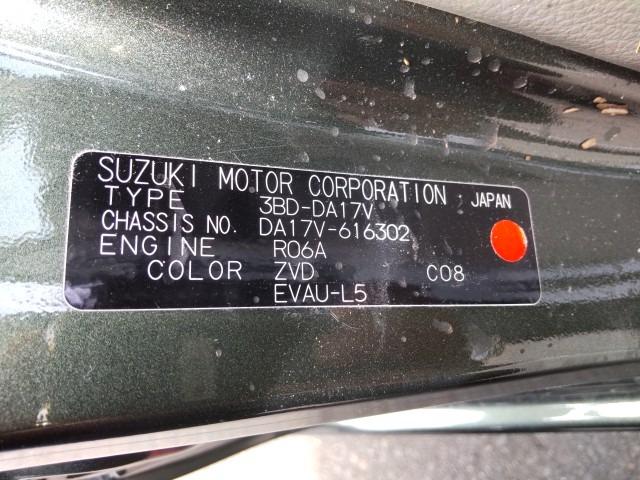 SUZUKI MOTOR CORPORATION JAPAN
TYPE 3BD-DA17V
CHASSIS NO. DA17V-616302
ENGINE R06A
COLOR ZVD C08
EVAU-L5